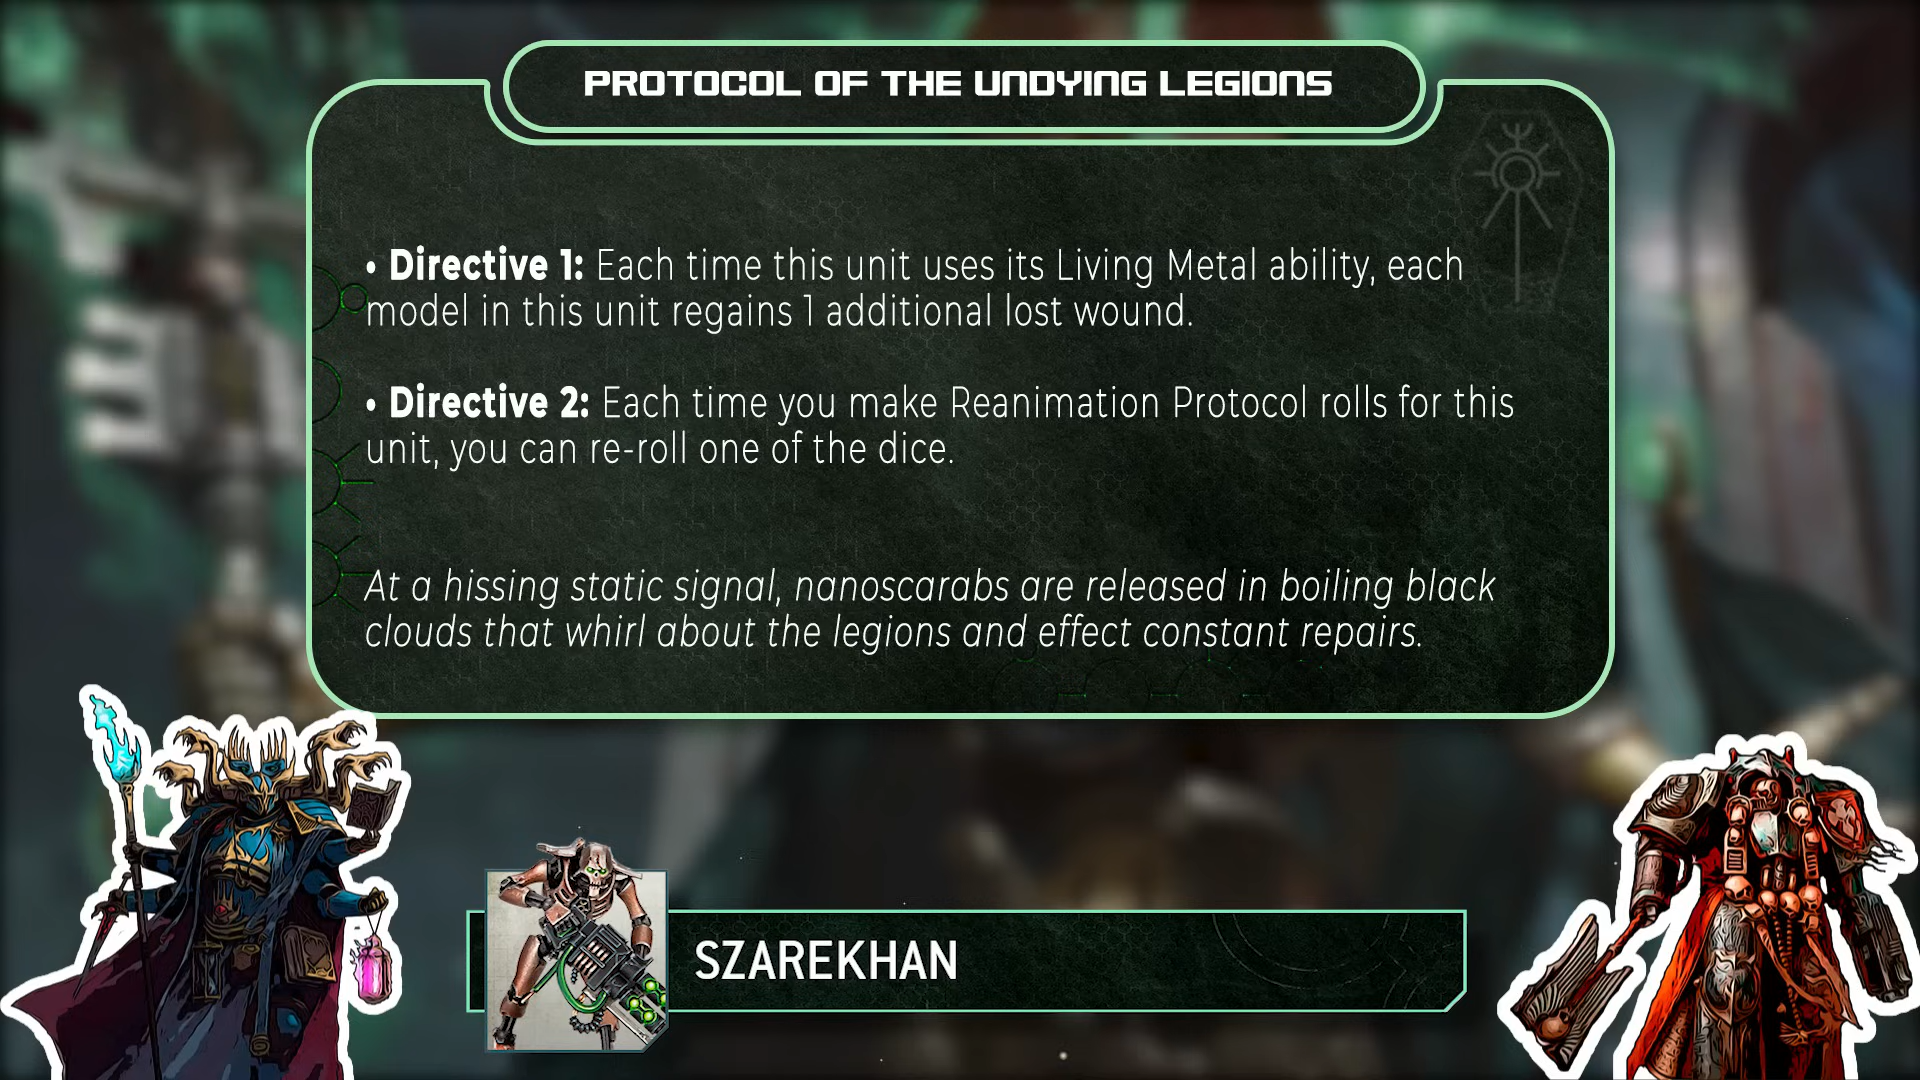 PROTOCOL OF THE UNDYING LEGIONS
• Directive 1: Each time this unit uses its Living Metal ability, each
model in this unit regains 1 additional lost wound.
• Directive 2: Each time you make Reanimation Protocol rolls for this
unit, you can re-roll one of the dice.
At a hissing static signal, nanoscarabs are released in boiling black
clouds that whirl about the legions and effect constant repairs.
SZAREKHAN